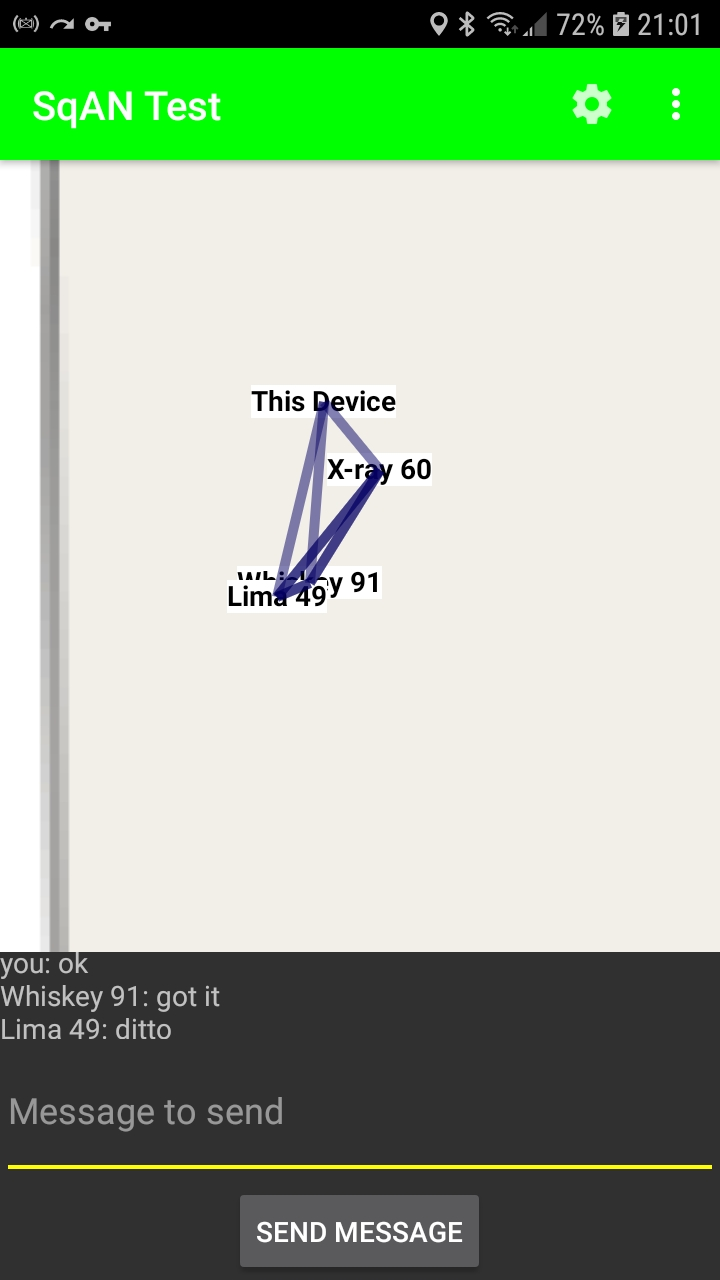 72% 21:01
SqAN Test
This Device
X-ray 60
Whiskey 91
Lima 49
you: ok
Whiskey 91: got it
Lima 49: ditto
Message to send
SEND MESSAGE